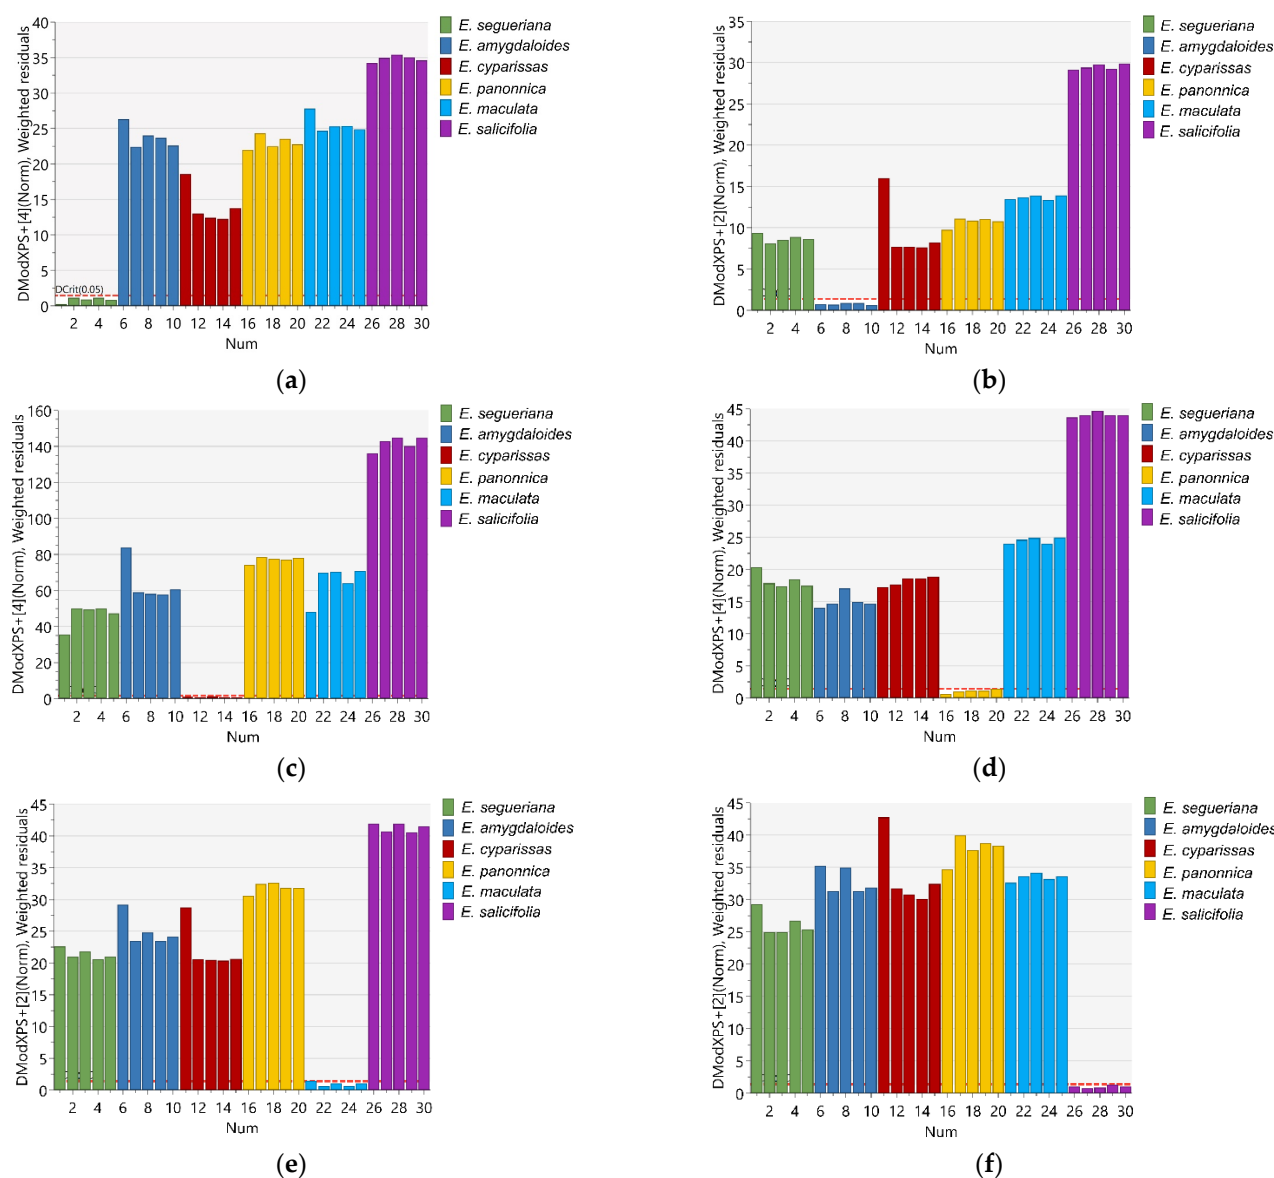 DModXPS+[4](Norm), Weighted residuals
40
35
30
25
20
15
10
5
0
DCrit(0.05)
2 4 6 8 10 12 14 16 18 20 22 24 26 28 30
Num
E. segueriana
E. amygdaloides
E. cyparissas
E. panonnica
E. maculata
E. salicifolia
(a)
DModXPS+[2](Norm), Weighted residuals
35
30
25
20
15
10
5
0
2 4 6 8 10 12 14 16 18 20 22 24 26 28 30
Num
E. segueriana
E. amygdaloides
E. cyparissas
E. panonnica
E. maculata
E. salicifolia
(b)
DModXPS+[4](Norm), Weighted residuals
160
140
120
100
80
60
40
20
0
2 4 6 8 10 12 14 16 18 20 22 24 26 28 30
Num
E. segueriana
E. amygdaloides
E. cyparissas
E. panonnica
E. maculata
E. salicifolia
(c)
DModXPS+[4](Norm), Weighted residuals
45
40
35
30
25
20
15
10
5
0
2 4 6 8 10 12 14 16 18 20 22 24 26 28 30
Num
E. segueriana
E. amygdaloides
E. cyparissas
E. panonnica
E. maculata
E. salicifolia
(d)
DModXPS+[2](Norm), Weighted residuals
45
40
35
30
25
20
15
10
5
0
2 4 6 8 10 12 14 16 18 20 22 24 26 28 30
Num
E. segueriana
E. amygdaloides
E. cyparissas
E. panonnica
E. maculata
E. salicifolia
(e)
DModXPS+[2](Norm), Weighted residuals
45
40
35
30
25
20
15
10
5
0
2 4 6 8 10 12 14 16 18 20 22 24 26 28 30
Num
E. segueriana
E. amygdaloides
E. cyparissas
E. panonnica
E. maculata
E. salicifolia
(f)